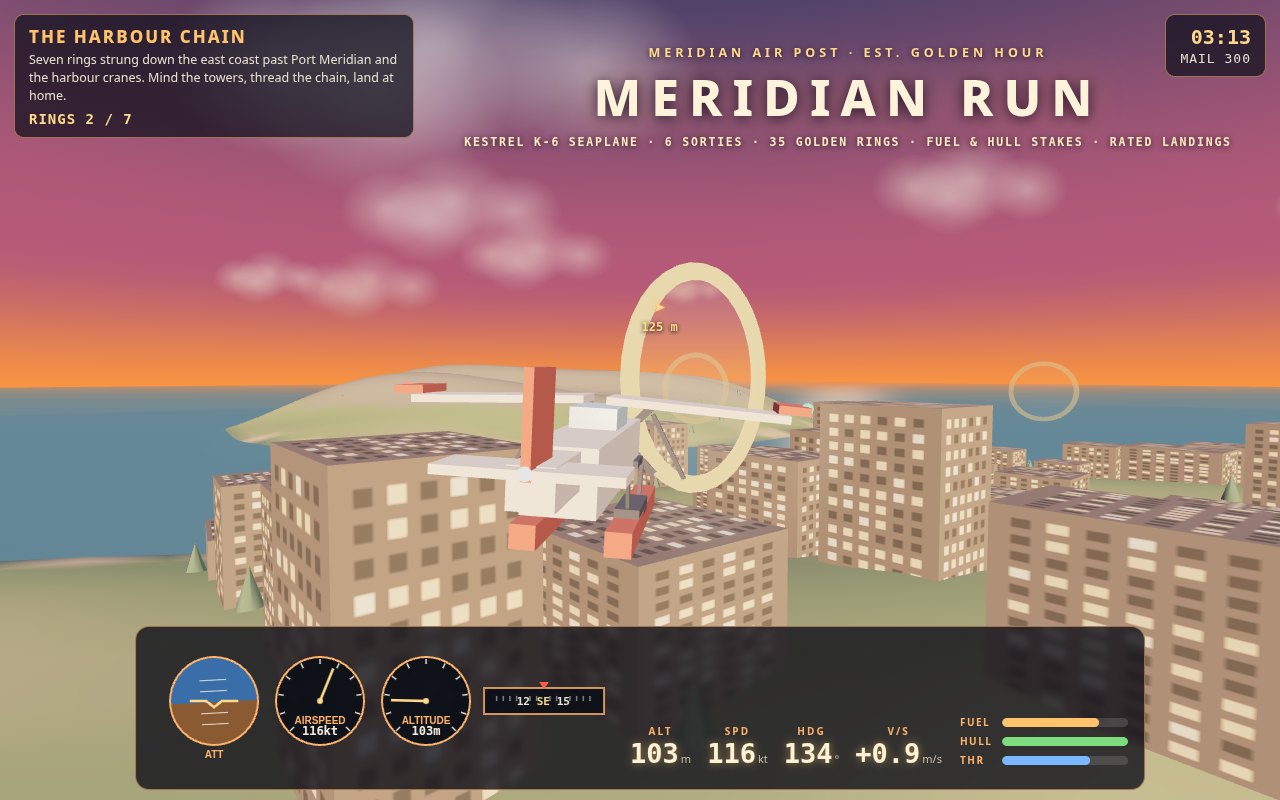 THE HARBOUR CHAIN
Seven rings strung down the east coast past Port Meridian and
the harbour cranes. Mind the towers, thread the chain, land at
home.
RINGS 2 / 7
MERIDIAN AIR POST · EST. GOLDEN HOUR
MERIDIAN RUN
KESTREL K-6 SEAPLANE · 6 SORTIES · 35 GOLDEN RINGS · FUEL & HULL STAKES · RATED LANDINGS
03:13
MAIL 300
125 m
ATT
AIRSPEED
116kt
ALTITUDE
103m
12 SE 15
ALT
103 m
SPD
116 kt
HDG
134°
V/S
+0.9 m/s
FUEL
HULL
THR